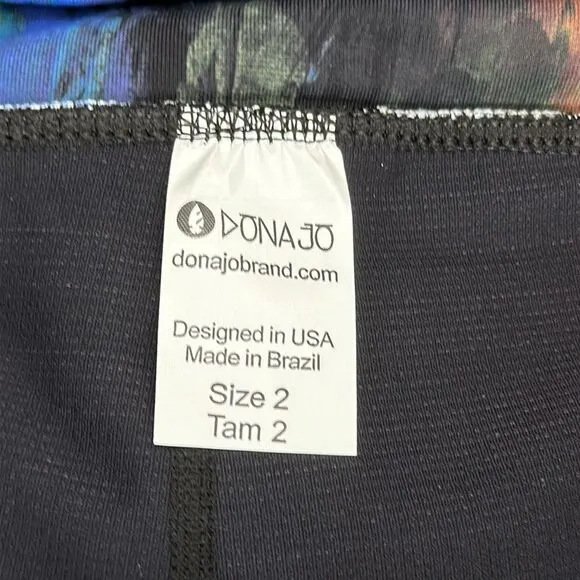 DONAJO
donajobrand.com
Designed in USA
Made in Brazil
Size 2
Tam 2